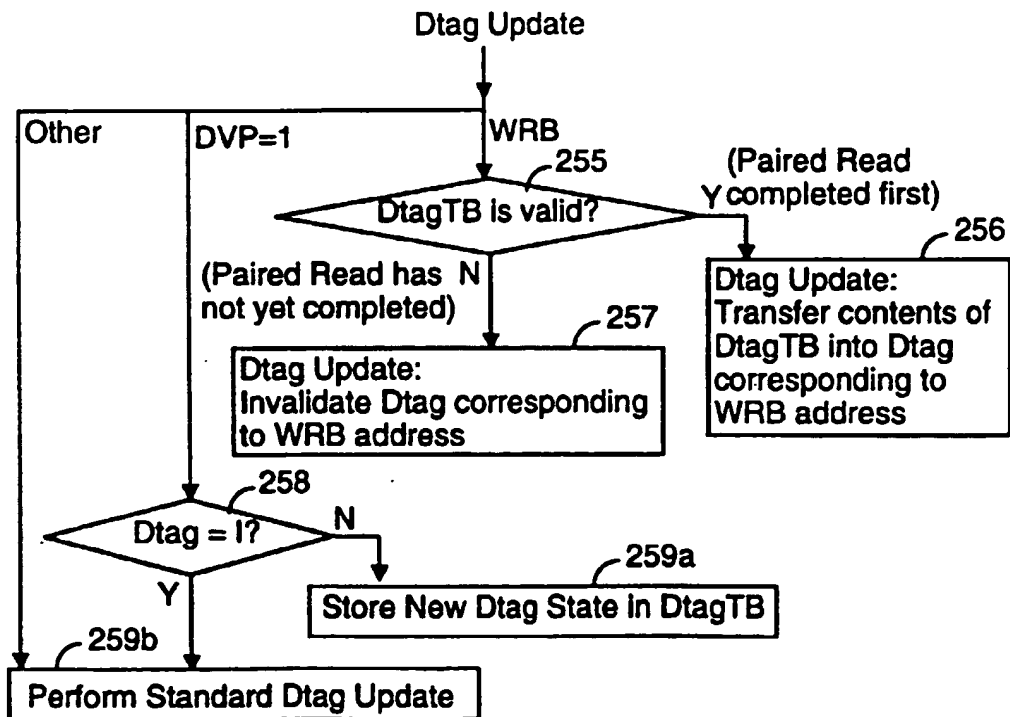 Dtag Update
Other
DVP=1
WRB
255
DtagTB is valid?
(Paired Read
Y completed first)
256
Dtag Update:
Transfer contents of
DtagTB into Dtag
corresponding to
WRB address
(Paired Read has N
not yet completed)
257
Dtag Update:
Invalidate Dtag corresponding
to WRB address
258
Dtag = I?
N
Y
259a
Store New Dtag State in DtagTB
259b
Perform Standard Dtag Update